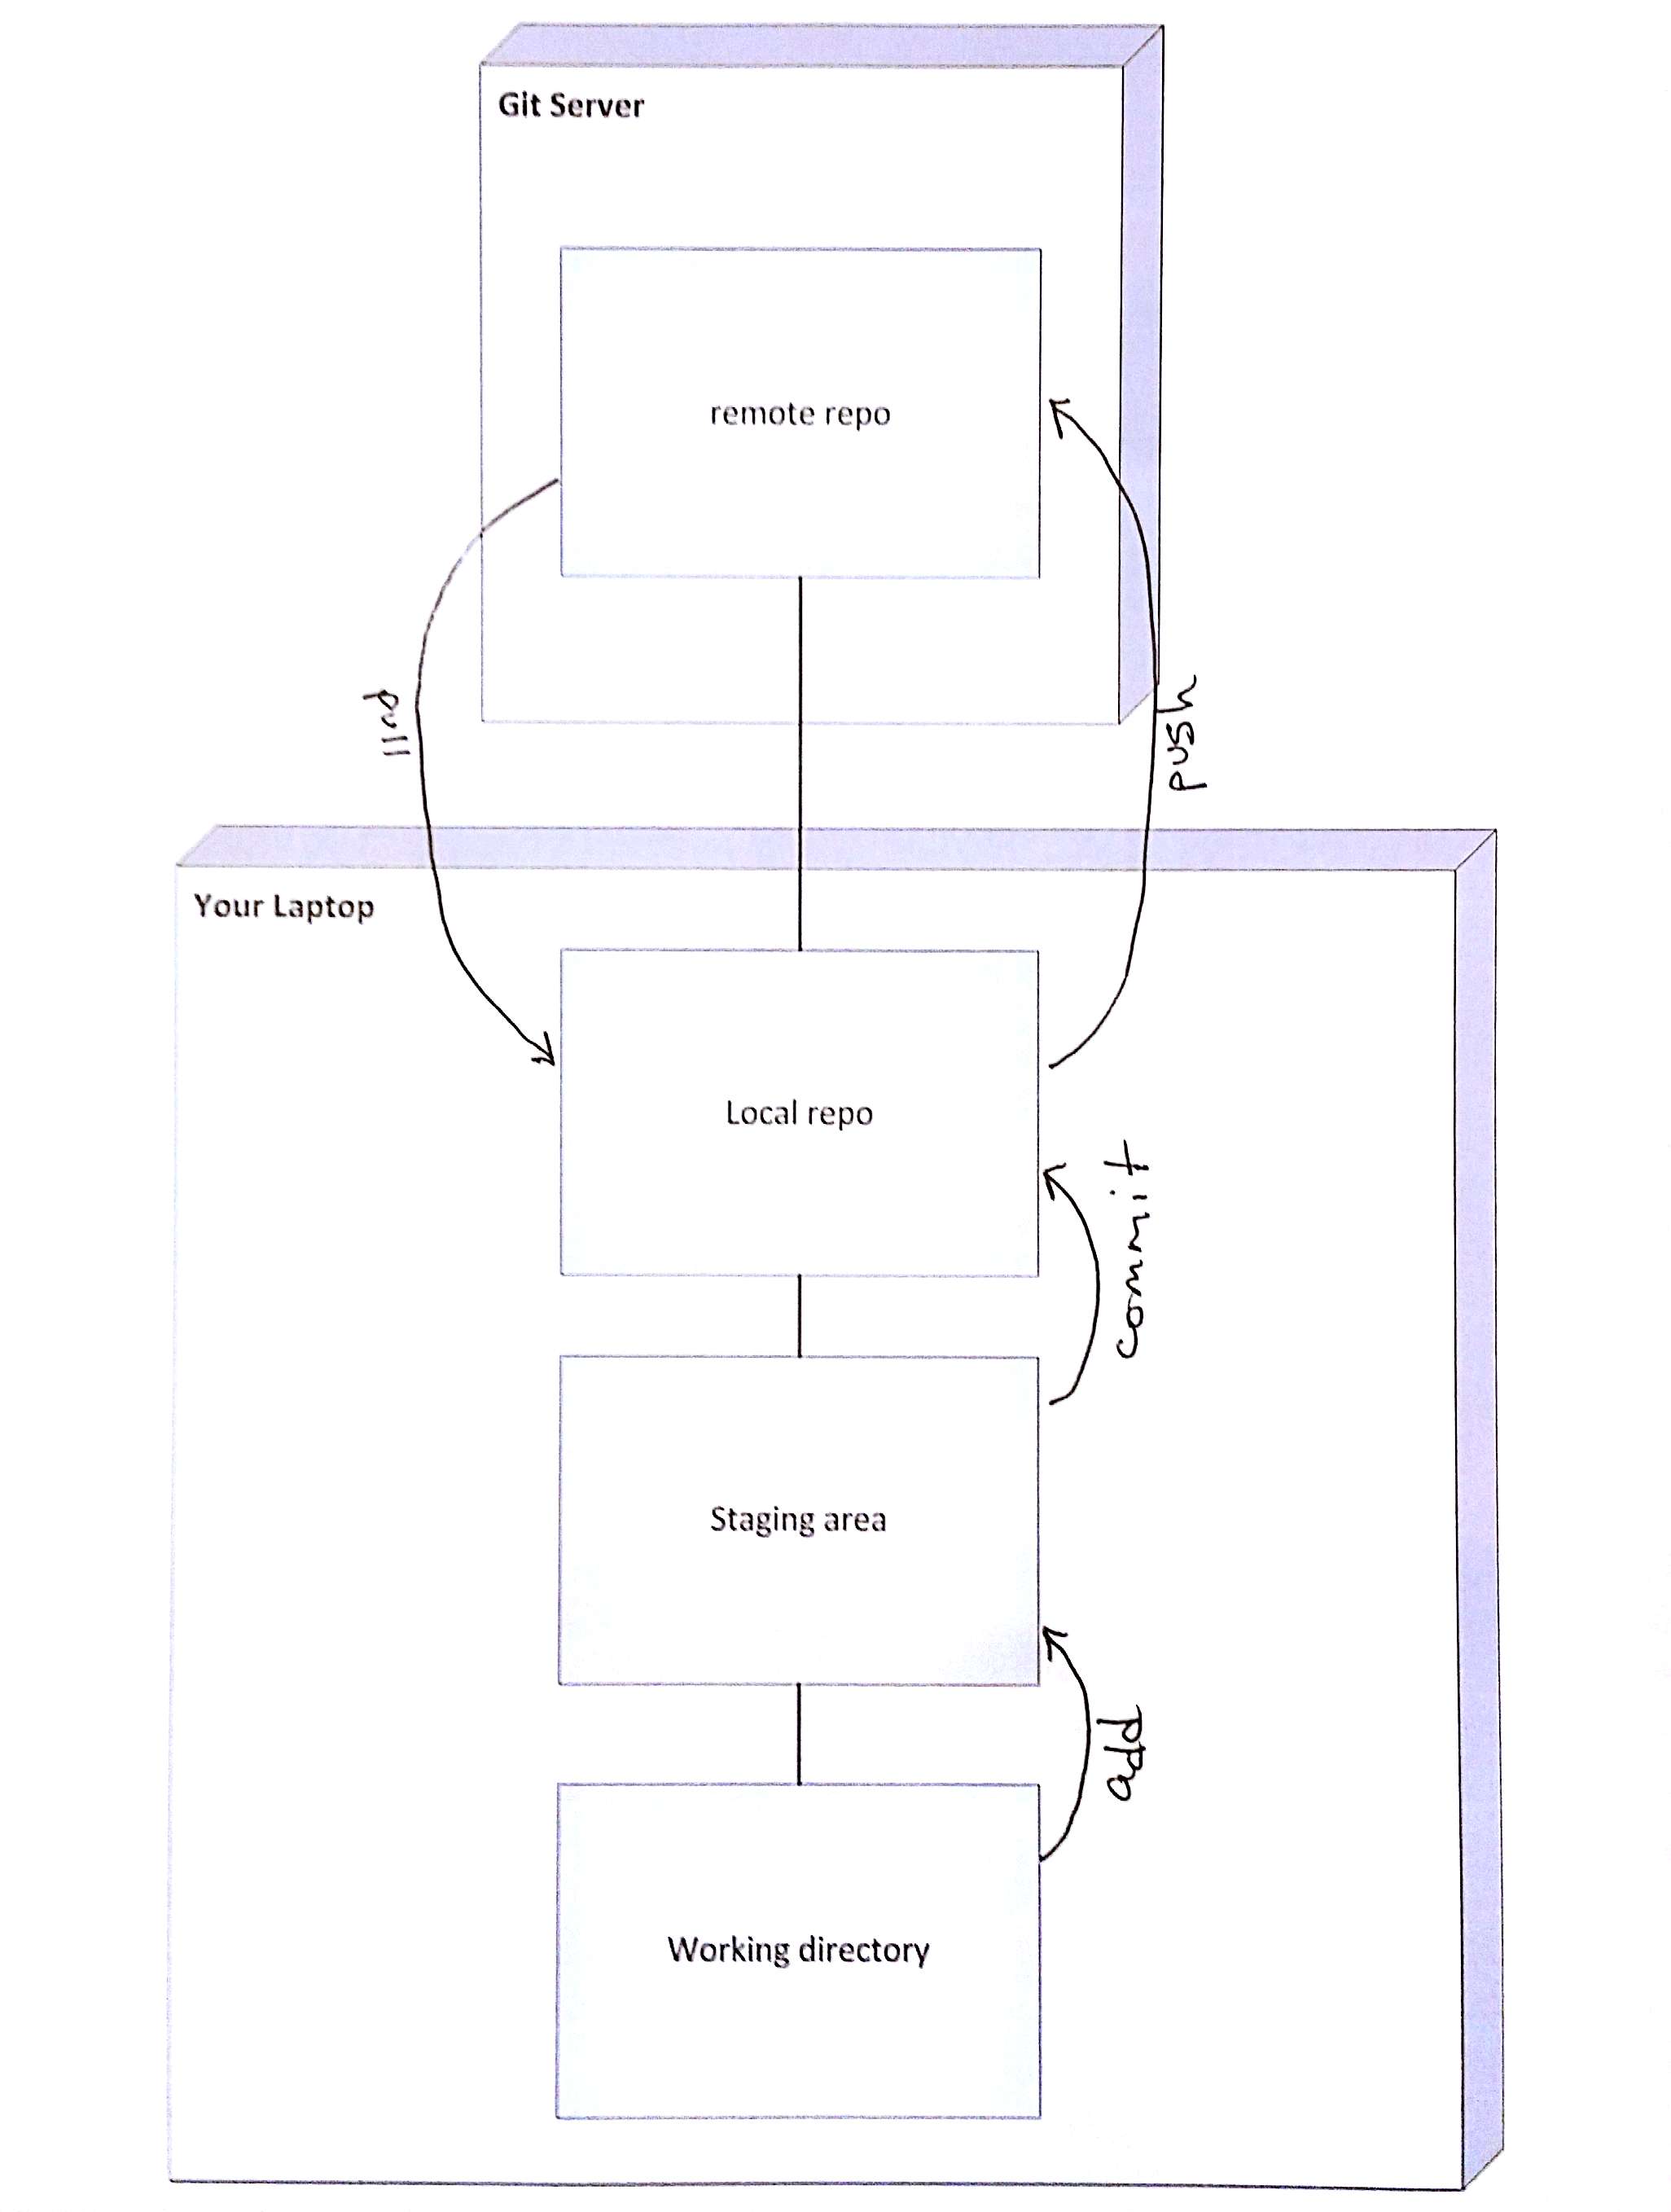 Git Server
remote repo
pull
push
Your Laptop
Local repo
commit
Staging area
add
Working directory